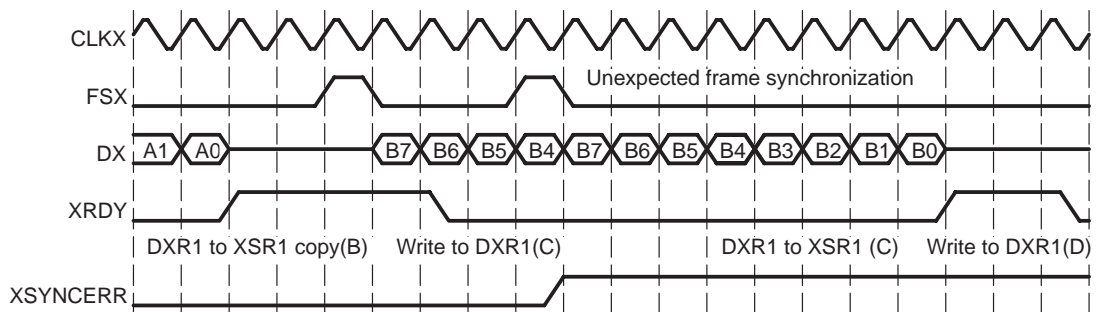 CLKX
Unexpected frame synchronization
FSX
DX A1 A0 B7 B6 B5 B4 B7 B6 B5 B4 B3 B2 B1 B0
XRDY
DXR1 to XSR1 copy(B) Write to DXR1(C) DXR1 to XSR1 (C) Write to DXR1(D)
XSYNCERR